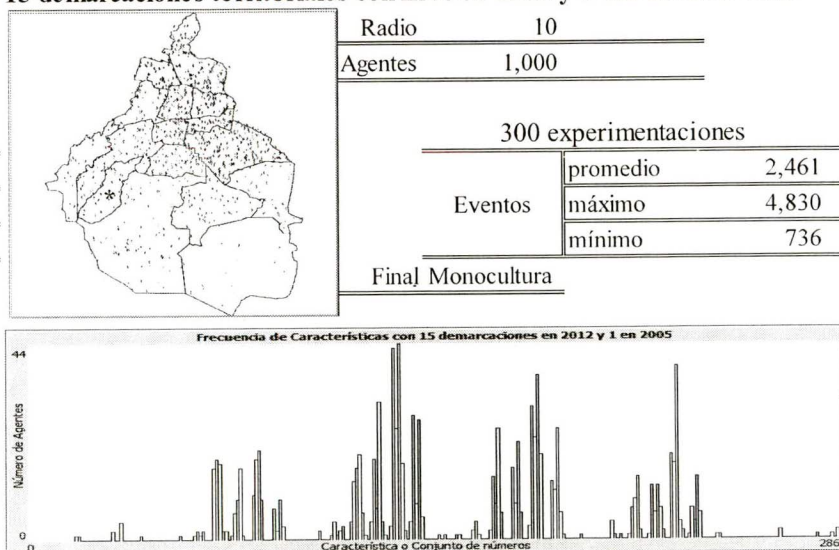 15 demarcaciones territoriales con
Radio 10
Agentes 1,000
300 experimentaciones
Eventos
promedio 2,461
máximo 4,830
mínimo 736
Final Monocultura
Frecuencia de Características con 15 demarcaciones en 2012 y 1 en 2005
44
Número de Agentes
0
0
Característica o Conjunto de números
286